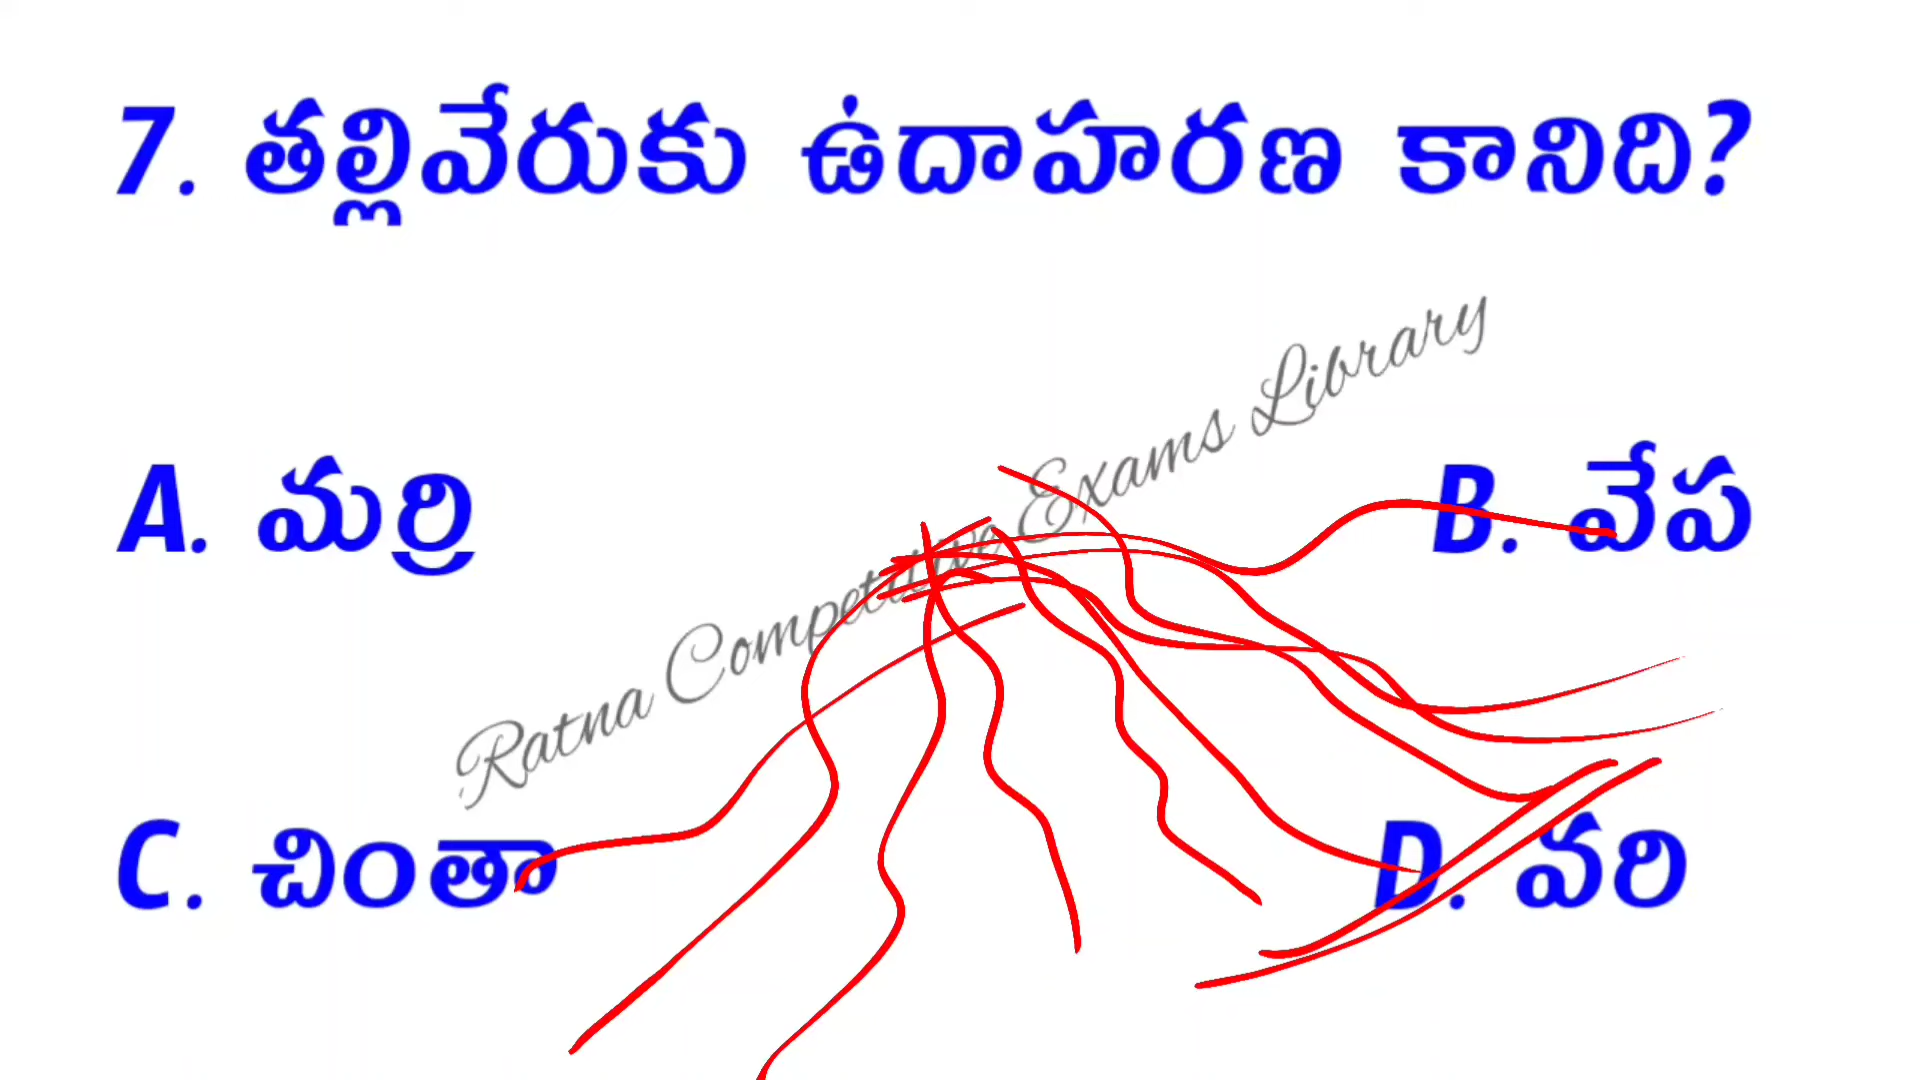 7. తల్లివేరుకు ఉదాహరణ కానిది?
A. మర్రి
B. వేప
Ratna Competitive Exams Library
C. చింతా
D. వరి